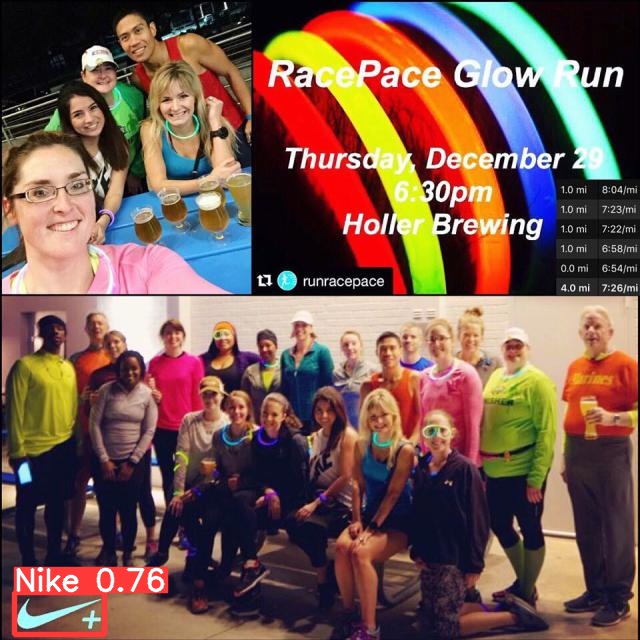 RacePace Glow Run
Thursday, December 29
6:30pm
Holler Brewing
runracepace
1.0 mi 8:04/mi
1.0 mi 7:23/mi
1.0 mi 7:22/mi
1.0 mi 6:58/mi
0.0 mi 6:54/mi
4.0 mi 7:26/mi
Nike 0.76
+